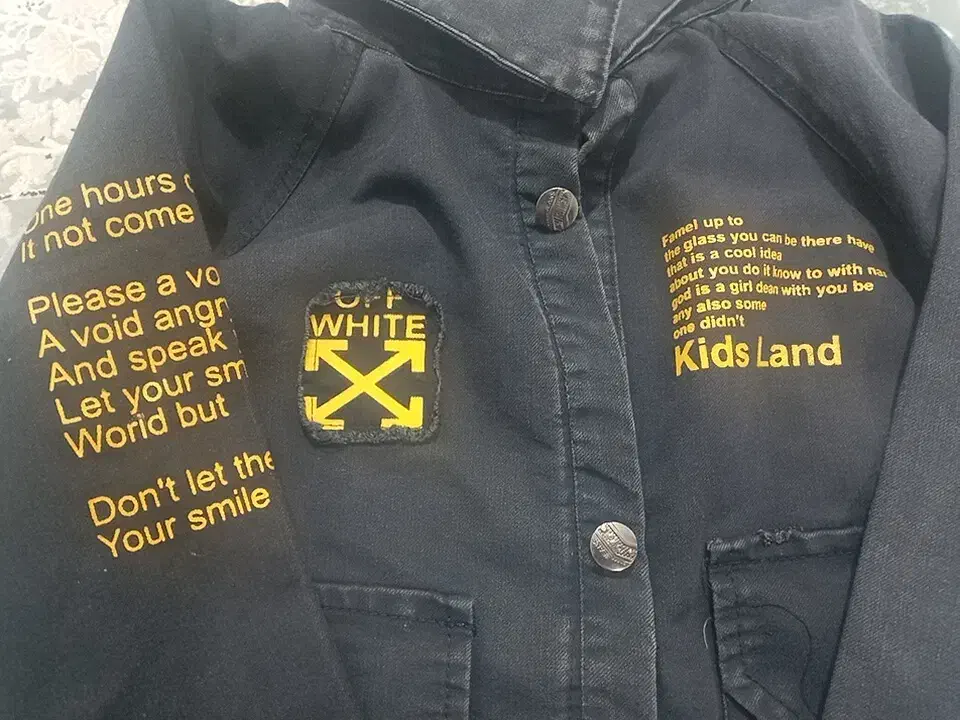 One hours
It not come
Please a vo
A void angr
And speak
Let your sm
World but
Don't let the
Your smile
OFF
WHITE
Famel up to
the glass you can be there have
that is a cool idea
about you do it know to with na
god is a girl dean with you be
any also some
one didn't
Kids Land